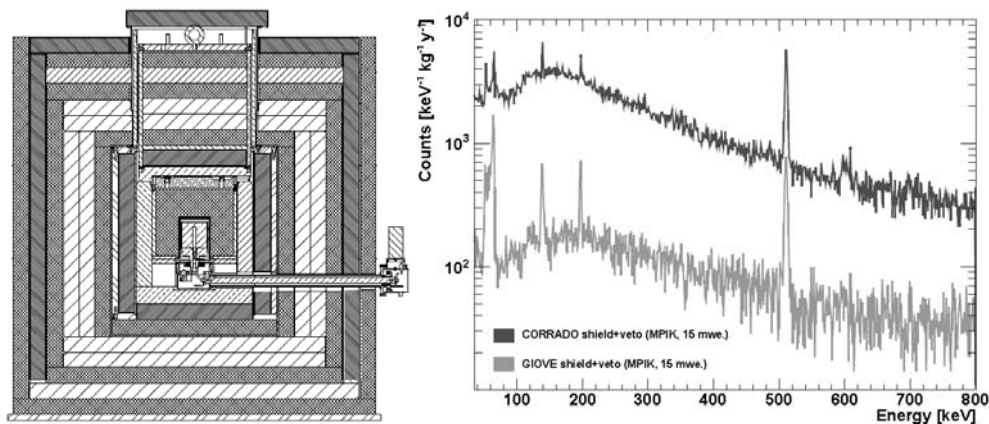 Counts [keV⁻¹ kg⁻¹ y⁻¹]
10⁴
10³
10²
CORRADO shield+veto (MPIK, 15 mwe.)
GIOVE shield+veto (MPIK, 15 mwe.)
100 200 300 400 500 600 700 800
Energy [keV]